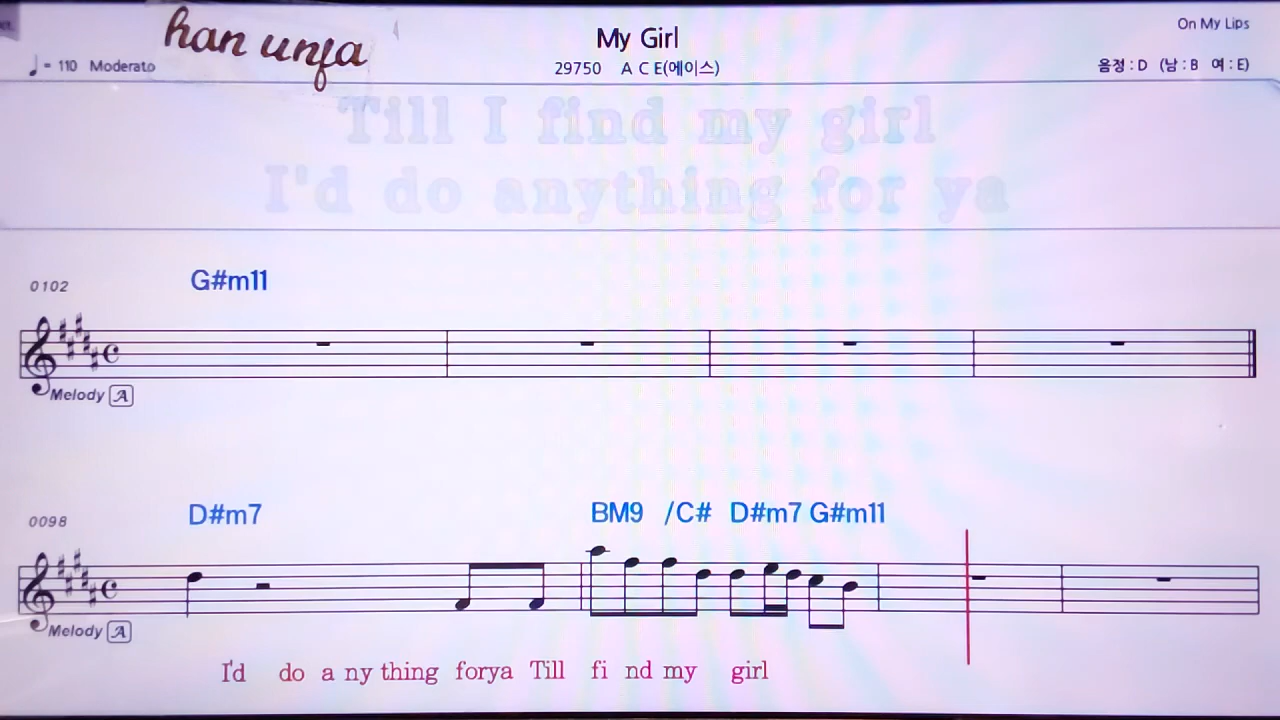 han unfa
My Girl
On My Lips
♩ = 110 Moderato
29750 A C E(에이스)
음정 : D (남 : B 여 : E)
Till I find my girl
I'd do anything for ya
0102
G#m11
Melody A
0098
D#m7 BM9 /C# D#m7 G#m11
Melody A
I'd do a ny thing forya Till fi nd my girl